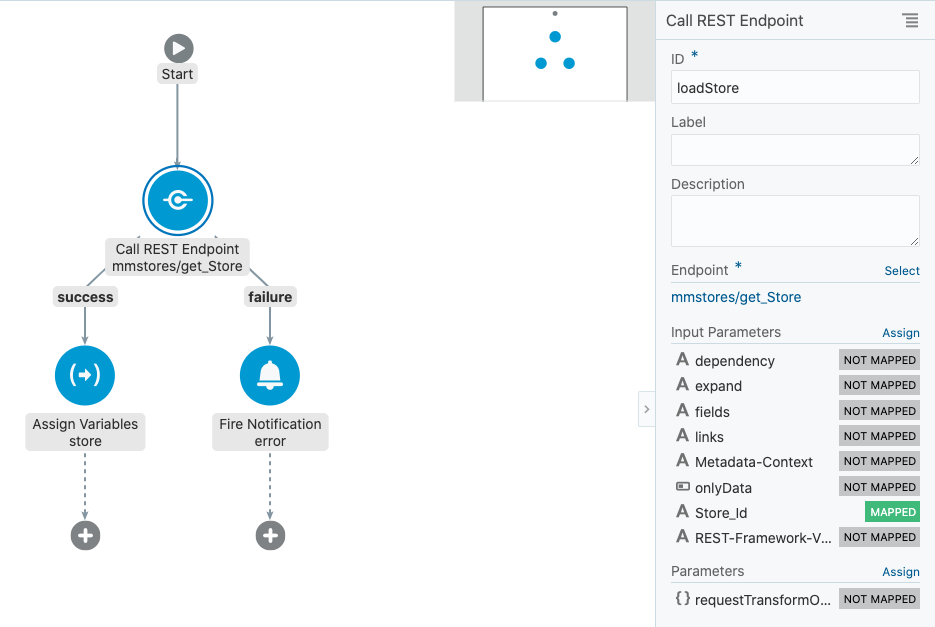 Start
Call REST Endpoint
mmstores/get_Store
success
failure
Assign Variables
store
Fire Notification
error
Call REST Endpoint
ID *
loadStore
Label
Description
Endpoint *
Select
mmstores/get_Store
Input Parameters
Assign
A dependency NOT MAPPED
A expand NOT MAPPED
A fields NOT MAPPED
A links NOT MAPPED
A Metadata-Context NOT MAPPED
onlyData NOT MAPPED
A Store_Id MAPPED
A REST-Framework-V... NOT MAPPED
Parameters
Assign
{} requestTransformO... NOT MAPPED